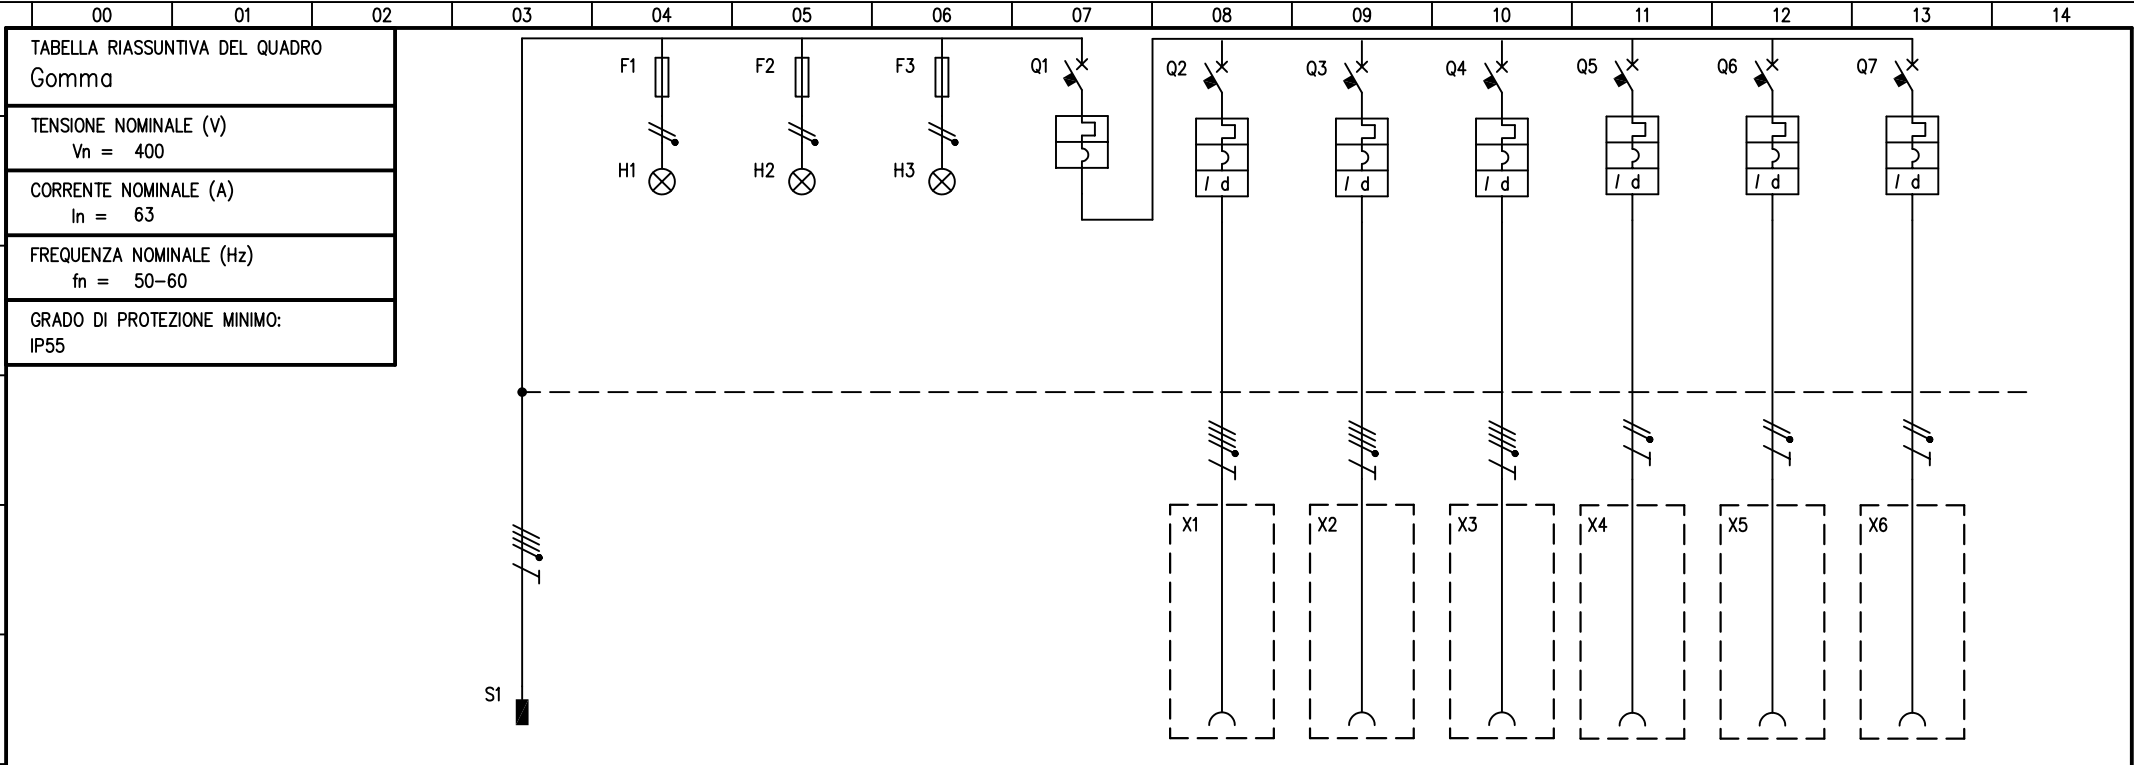 00 01 02 03 04 05 06 07 08 09 10 11 12 13 14
TABELLA RIASSUNTIVA DEL QUADRO
Gomma
TENSIONE NOMINALE (V)
Vn = 400
CORRENTE NOMINALE (A)
In = 63
FREQUENZA NOMINALE (Hz)
fn = 50-60
GRADO DI PROTEZIONE MINIMO:
IP55
F1 F2 F3 Q1 Q2 Q3 Q4 Q5 Q6 Q7
H1 H2 H3
I d I d I d I d I d I d
X1 X2 X3 X4 X5 X6
S1